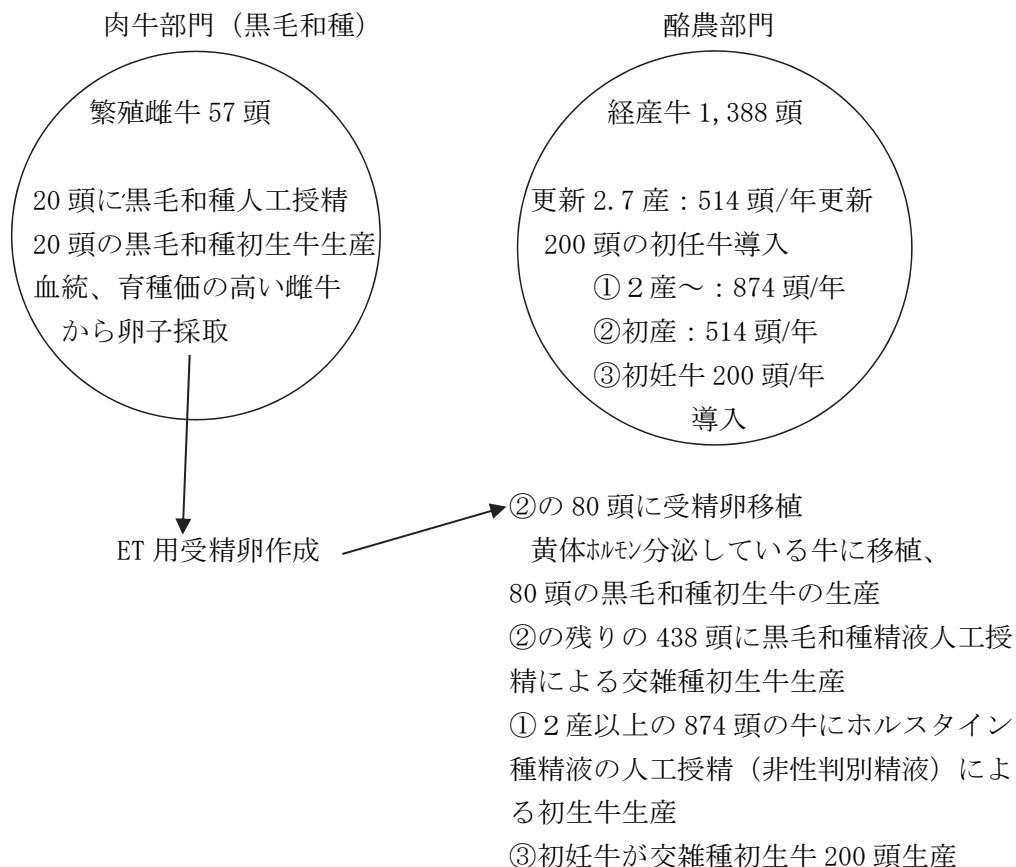 肉牛部門（黒毛和種）
繁殖雌牛 57 頭
20 頭に黒毛和種人工授精
20 頭の黒毛和種初生牛生産
血統、育種価の高い雌牛
から卵子採取
ET 用受精卵作成
酪農部門
経産牛 1,388 頭
更新 2.7 産：514 頭/年更新
200 頭の初任牛導入
①２産～：874 頭/年
②初産：514 頭/年
③初妊牛 200 頭/年
導入
②の 80 頭に受精卵移植
黄体ﾎﾙﾓﾝ分泌している牛に移植、
80 頭の黒毛和種初生牛の生産
②の残りの 438 頭に黒毛和種精液人工授
精による交雑種初生牛生産
①２産以上の 874 頭の牛にホルスタイン
種精液の人工授精（非性判別精液）によ
る初生牛生産
③初妊牛が交雑種初生牛 200 頭生産